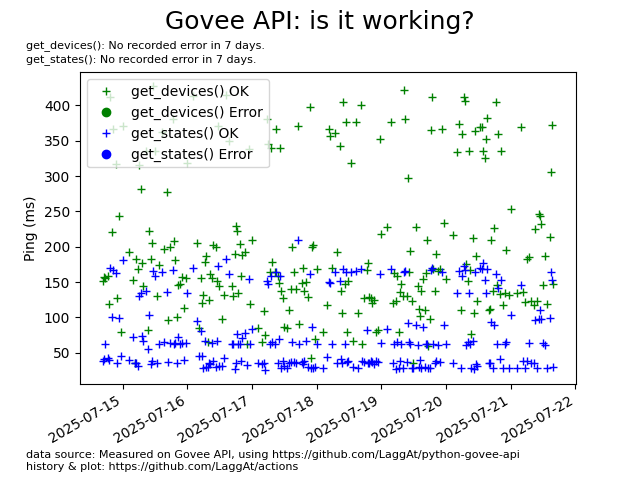 Govee API: is it working?
get_devices(): No recorded error in 7 days.
get_states(): No recorded error in 7 days.
get_devices() OK
get_devices() Error
get_states() OK
get_states() Error
Ping (ms)
400
350
300
250
200
150
100
50
2025-07-15
2025-07-16
2025-07-17
2025-07-18
2025-07-19
2025-07-20
2025-07-21
2025-07-22
data source: Measured on Govee API, using https://github.com/LaggAt/python-govee-api
history & plot: https://github.com/LaggAt/actions